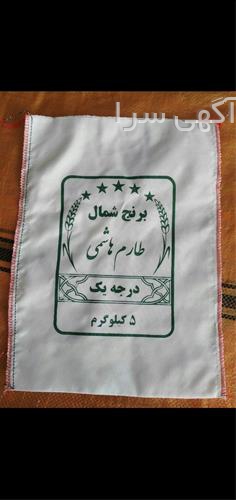 آگهی سرا
برنج شمال
طارم هاشمی
درجه یک
۵ کیلوگرم